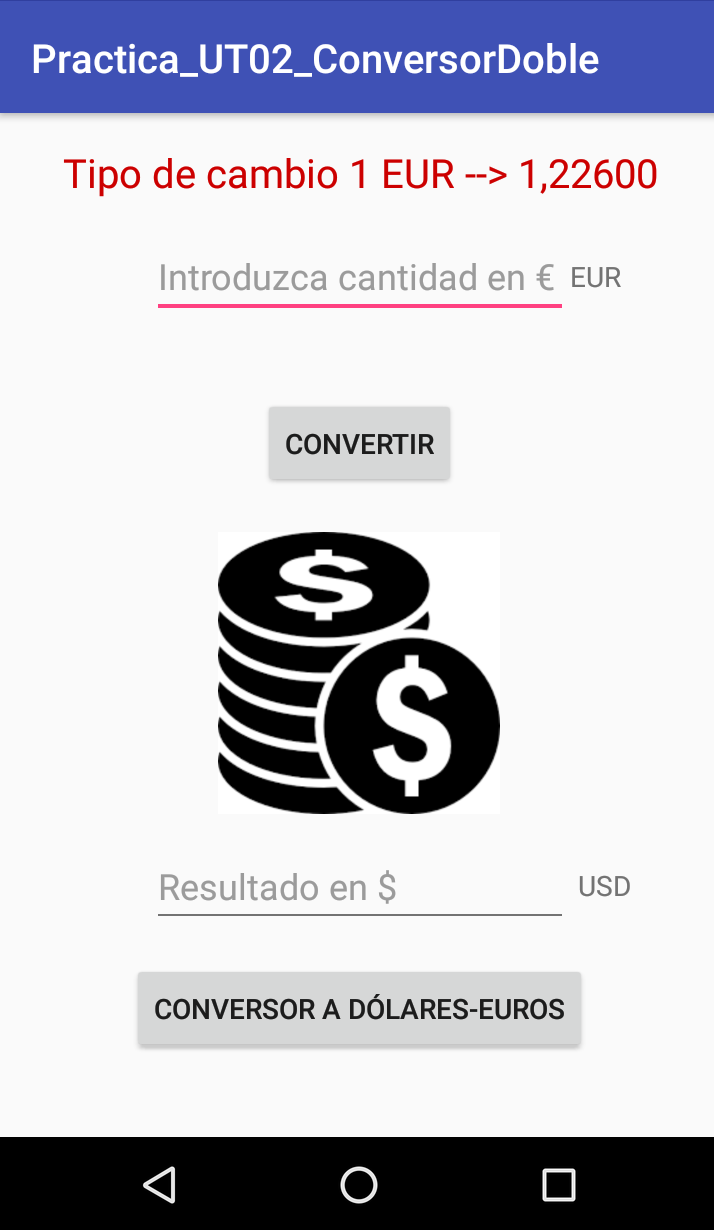 Practica_UT02_ConversorDoble
Tipo de cambio 1 EUR --> 1,22600
Introduzca cantidad en € EUR
CONVERTIR
$
$
Resultado en $ USD
CONVERSOR A DÓLARES-EUROS